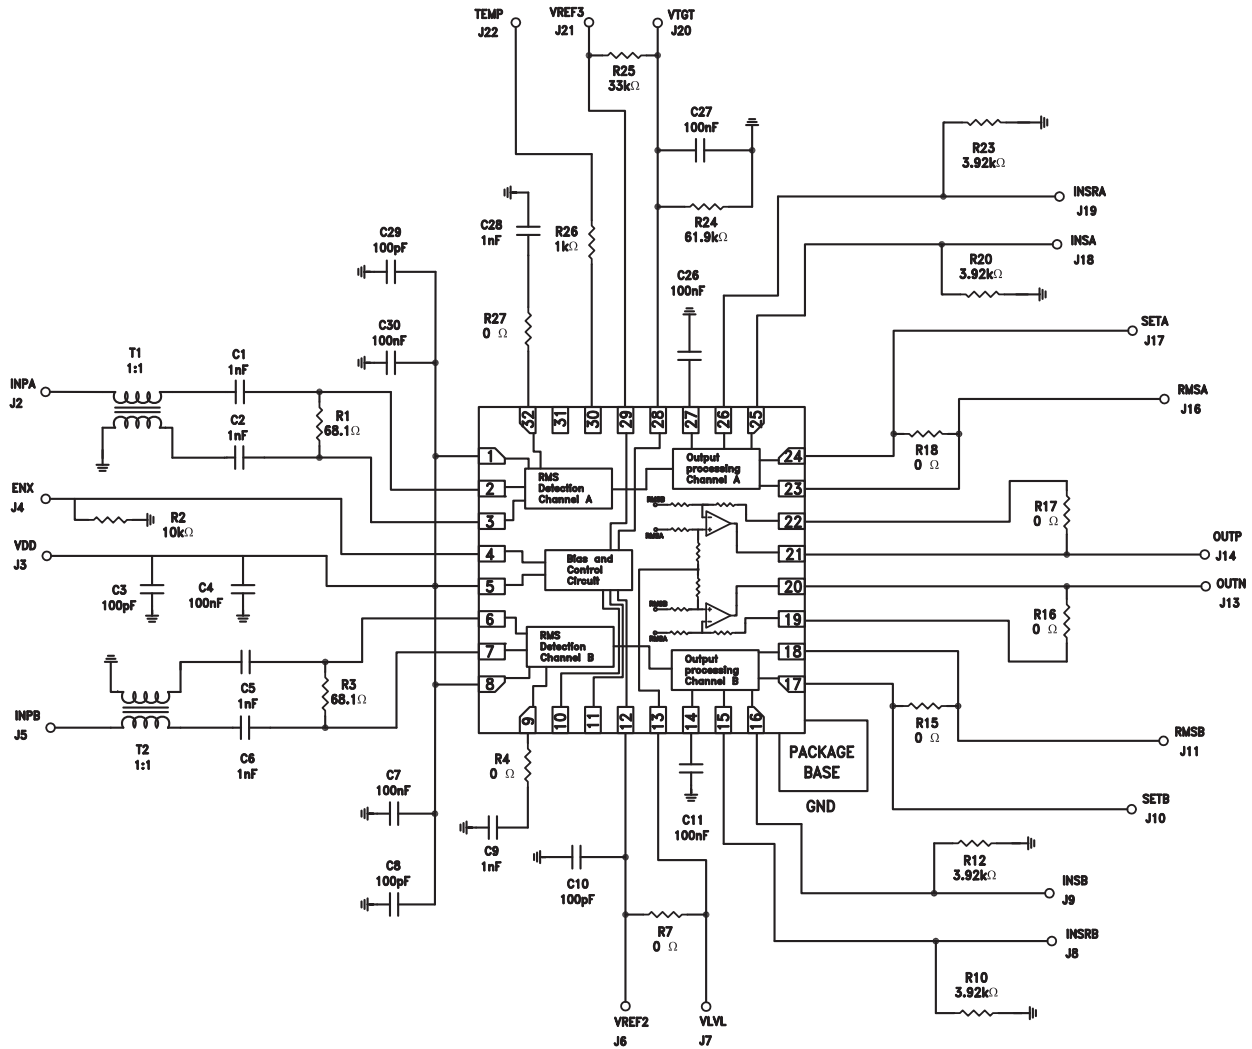 TEMP
J22
VREF3
J21
VTGT
J20
R25
33kΩ
C27
100nF
R23
3.92kΩ
INSRA
J19
C28
1nF
R26
1kΩ
R24
61.9kΩ
C29
100pF
INSA
J18
R20
3.92kΩ
C26
100nF
C30
100nF
R27
0 Ω
SETA
J17
T1
1:1
C1
1nF
INPA
J2
C2
1nF
R1
68.1Ω
RMSA
J16
R18
0 Ω
32
31
30
29
28
27
26
25
1
2
3
4
5
6
7
8
24
23
22
21
20
19
18
17
9
10
11
12
13
14
15
16
RMS
Detection
Channel A
Output
processing
Channel A
RMSB
RMSA
Bias and
Control
Circuit
RMSB
RMSA
RMS
Detection
Channel B
Output
processing
Channel B
ENX
J4
R2
10kΩ
VDD
J3
C3
100pF
C4
100nF
R17
0 Ω
OUTP
J14
OUTN
J13
R16
0 Ω
C5
1nF
R3
68.1Ω
INPB
J5
T2
1:1
C6
1nF
R15
0 Ω
RMSB
J11
PACKAGE
BASE
GND
SETB
J10
C7
100nF
R4
0 Ω
C9
1nF
C11
100nF
C8
100pF
C10
100pF
R12
3.92kΩ
INSB
J9
R7
0 Ω
INSRB
J8
R10
3.92kΩ
VREF2
J6
VLVL
J7